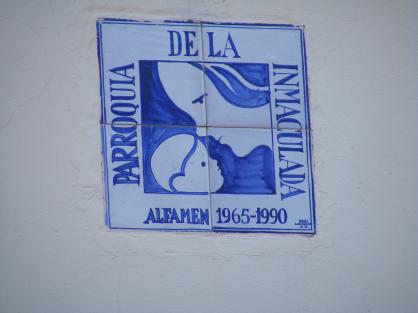 PARROQUIA
DE LA
INMACULADA
ALFAMEN 1965-1990